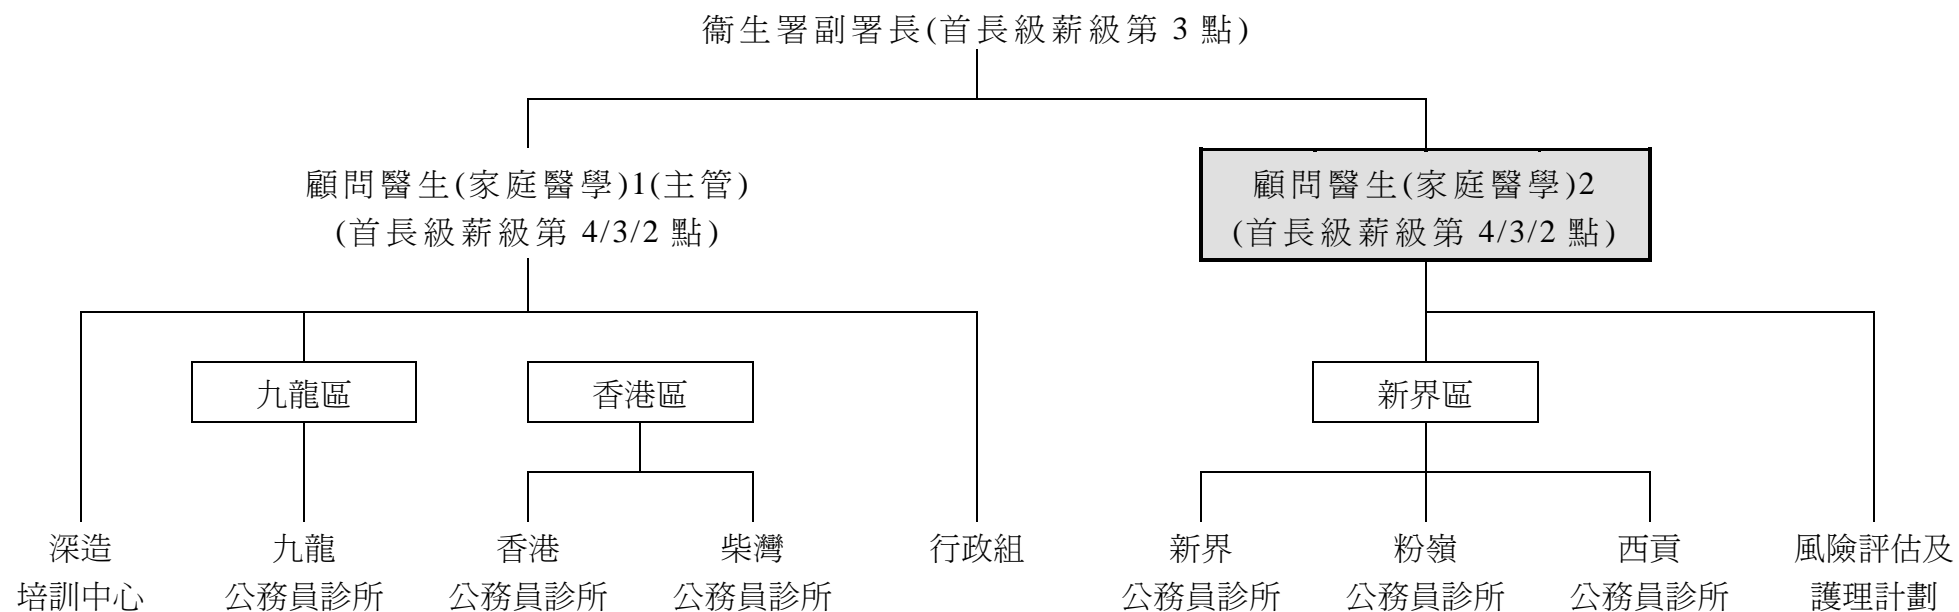 衞生署副署長(首長級薪級第 3 點)
顧問醫生(家庭醫學)1(主管)
(首長級薪級第 4/3/2 點)
顧問醫生(家庭醫學)2
(首長級薪級第 4/3/2 點)
九龍區
香港區
新界區
深造
培訓中心
九龍
公務員診所
香港
公務員診所
柴灣
公務員診所
行政組
新界
公務員診所
粉嶺
公務員診所
西貢
公務員診所
風險評估及
護理計劃